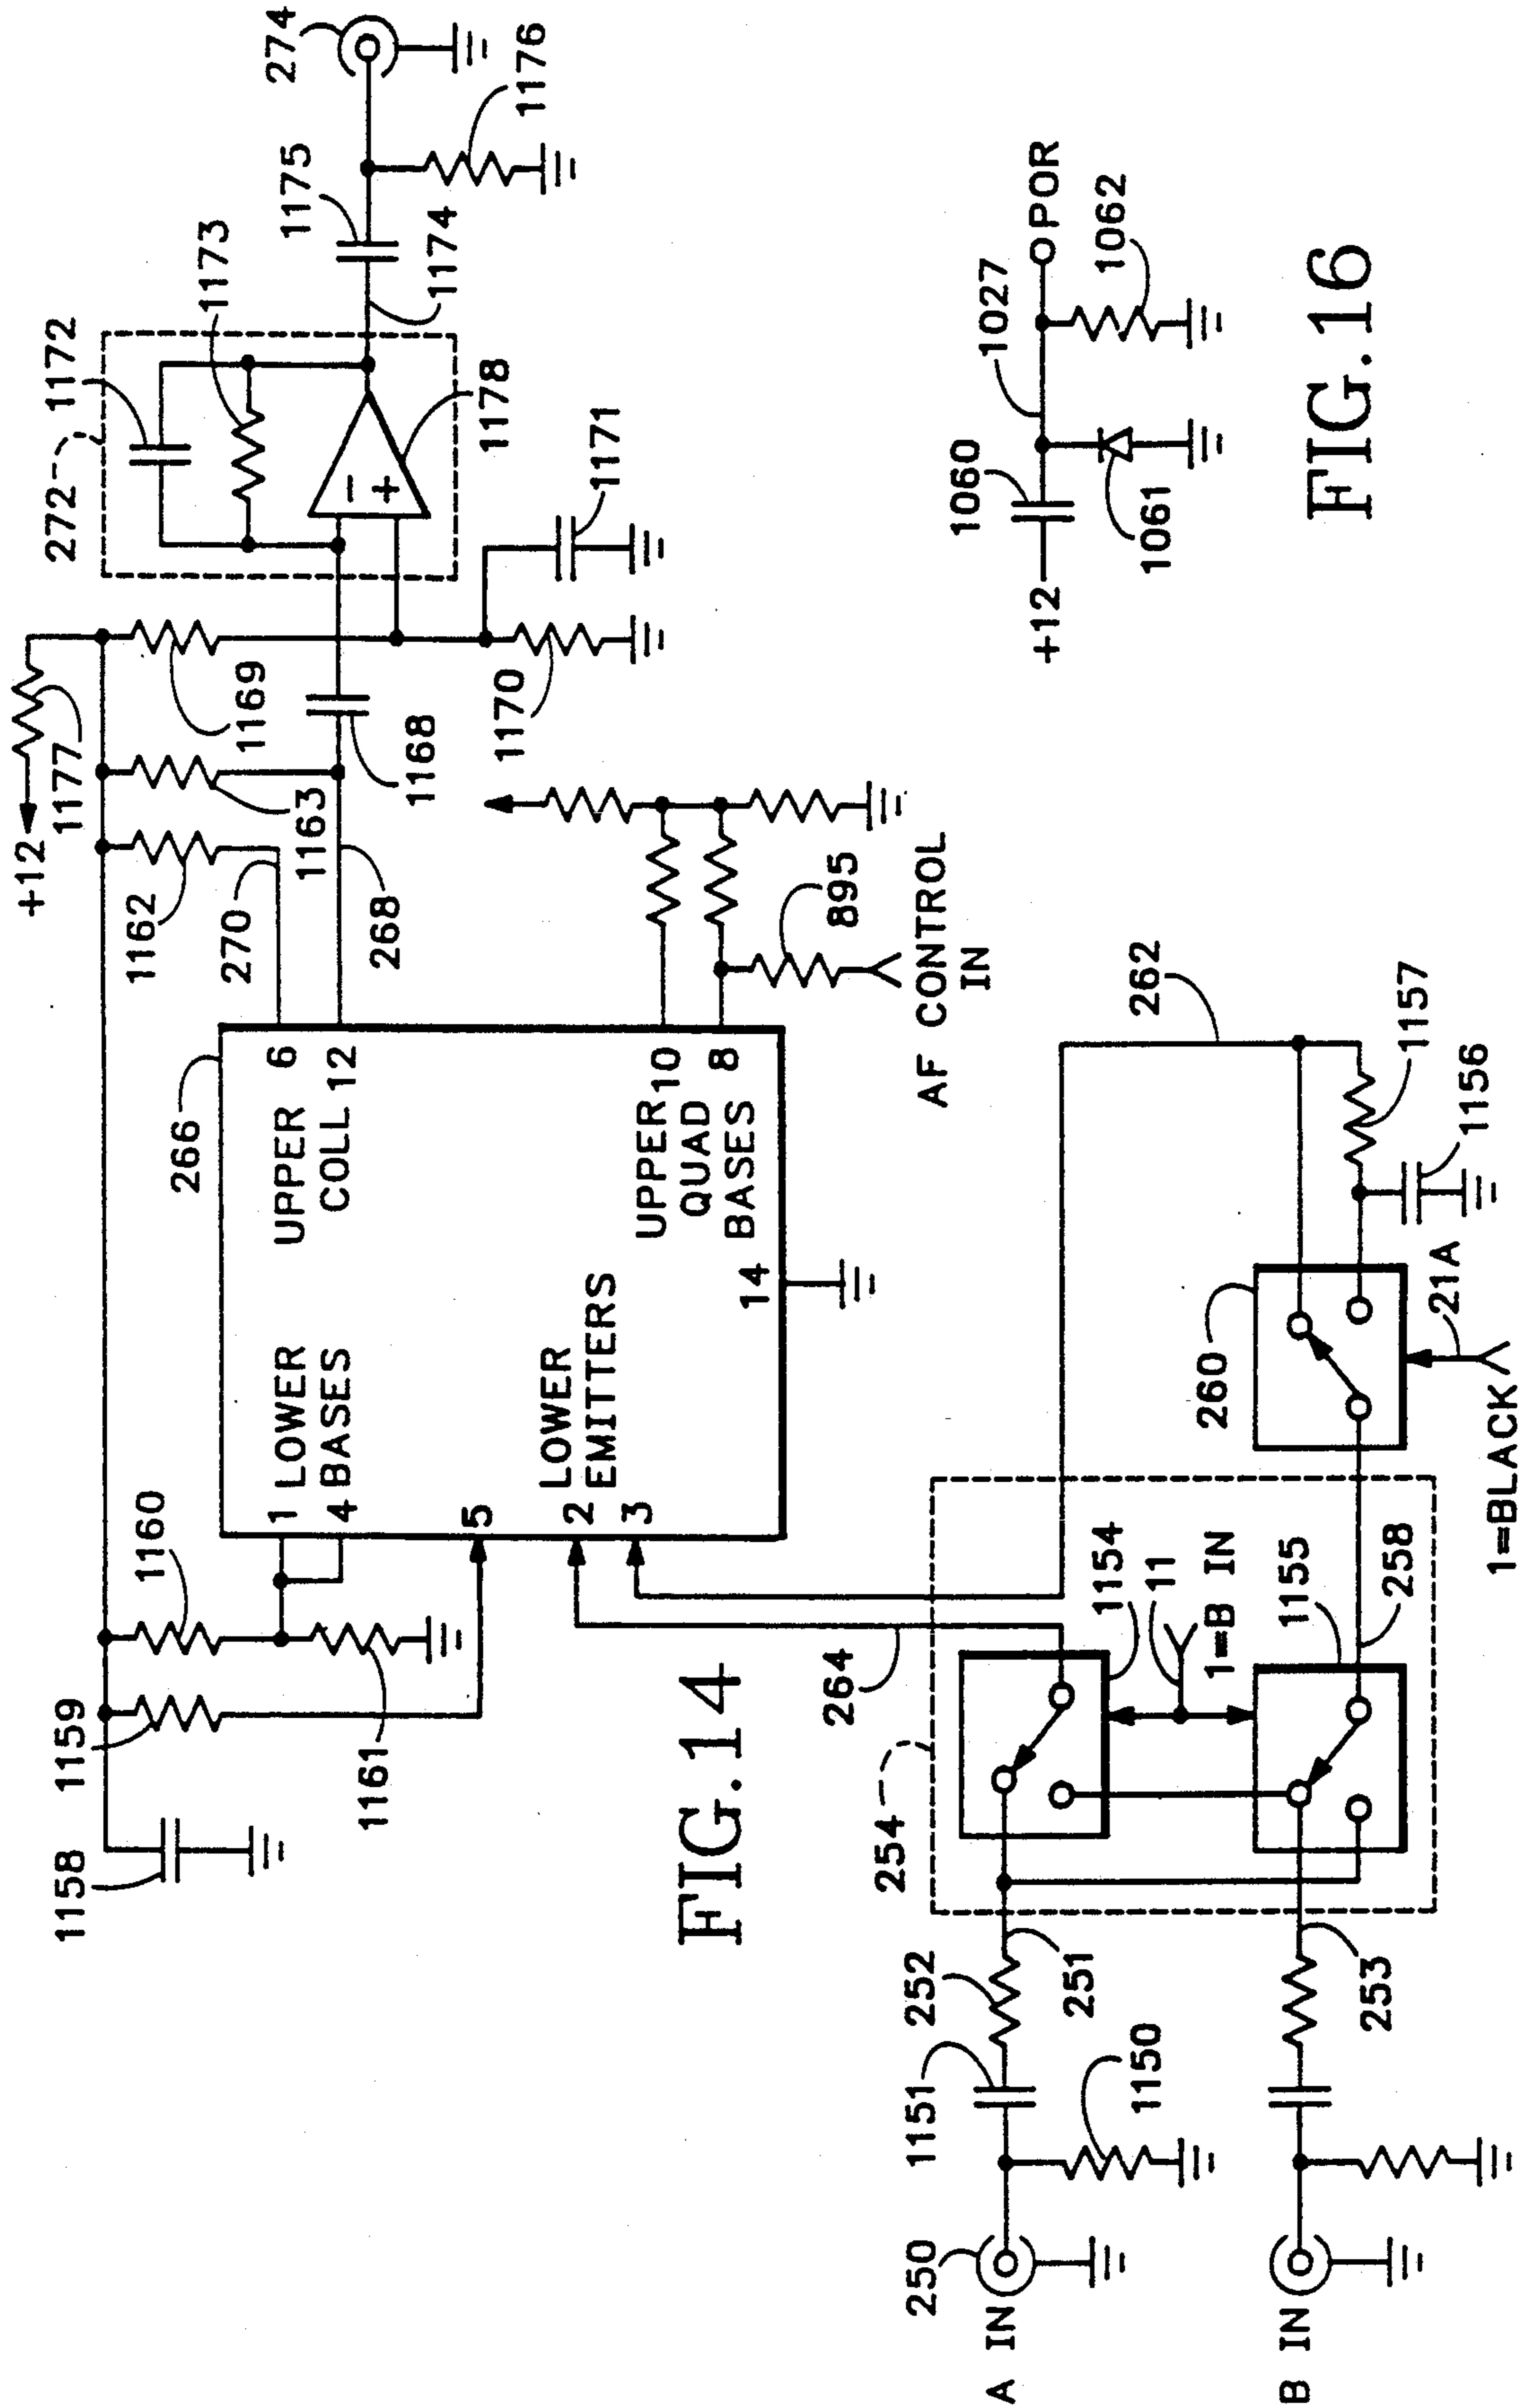 FIG.14
+12
1177
1162
1163
1169
270
268
1168
272
1172
1173
1178
1174
1175
274
1176
1171
1170
895
AF CONTROL
IN
266
UPPER 6
COLL 12
UPPER 10
QUAD 8
BASES
14
1 LOWER
4 BASES
5
LOWER
2 EMITTERS
3
1158
1159
1160
1161
264
254
1154
11
1=B IN
1155
258
260
21A
1=BLACK
262
1157
1156
A IN
250
1151
252
251
1150
B IN
253
FIG.16
+12
1060
1061
1027
POR
1062